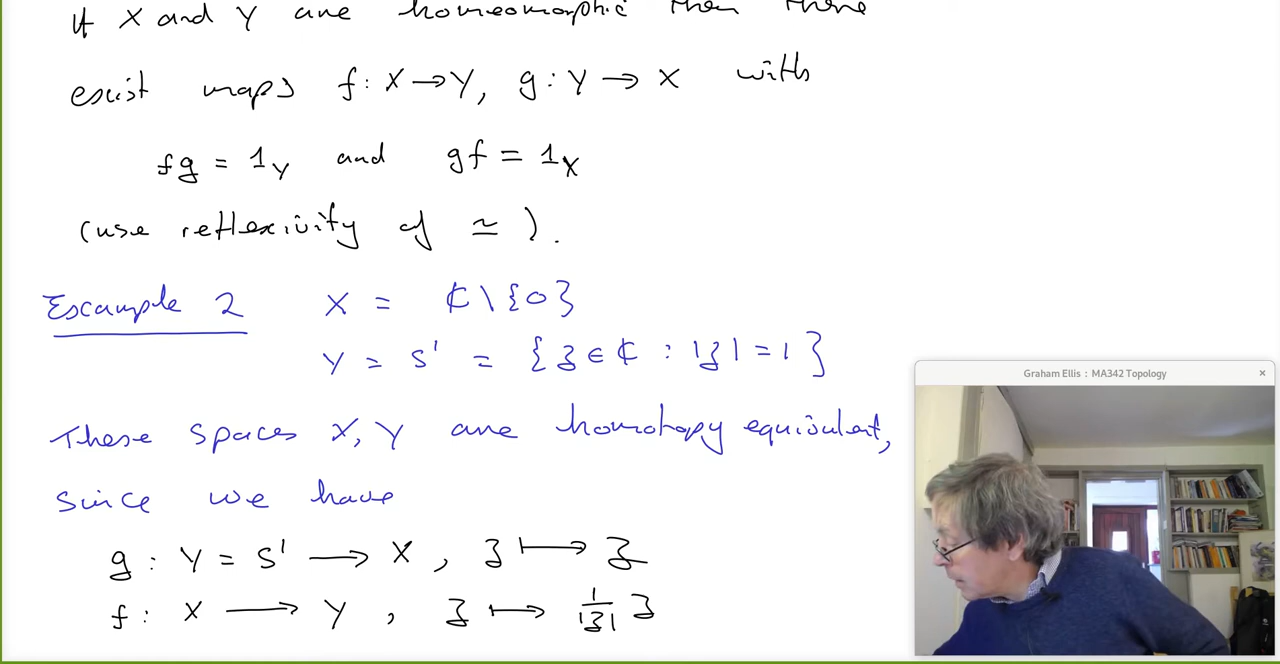 If X and Y are homeomorphic then there
exist maps f: X → Y, g: Y → X with
fg = 1_Y and gf = 1_X
(use reflexivity of ≃ ).
Example 2 X = ℂ \ {0}
Y = S¹ = {z ∈ ℂ : |z| = 1}
These spaces X, Y are homotopy equivalent,
since we have
g : Y = S¹ ⟶ X , z ⟼ z
f : X ⟶ Y , z ⟼ 1/|z| z
Graham Ellis : MA342 Topology ×